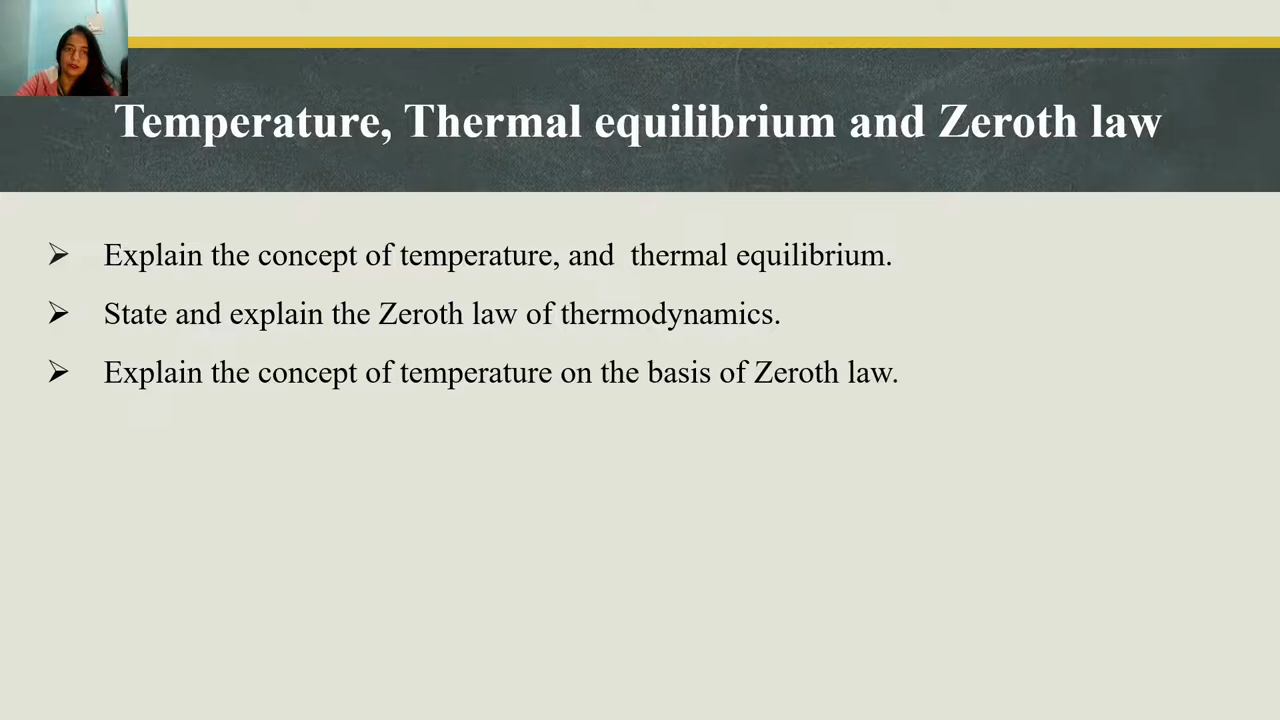 Temperature, Thermal equilibrium and Zeroth law
Explain the concept of temperature, and thermal equilibrium.
State and explain the Zeroth law of thermodynamics.
Explain the concept of temperature on the basis of Zeroth law.